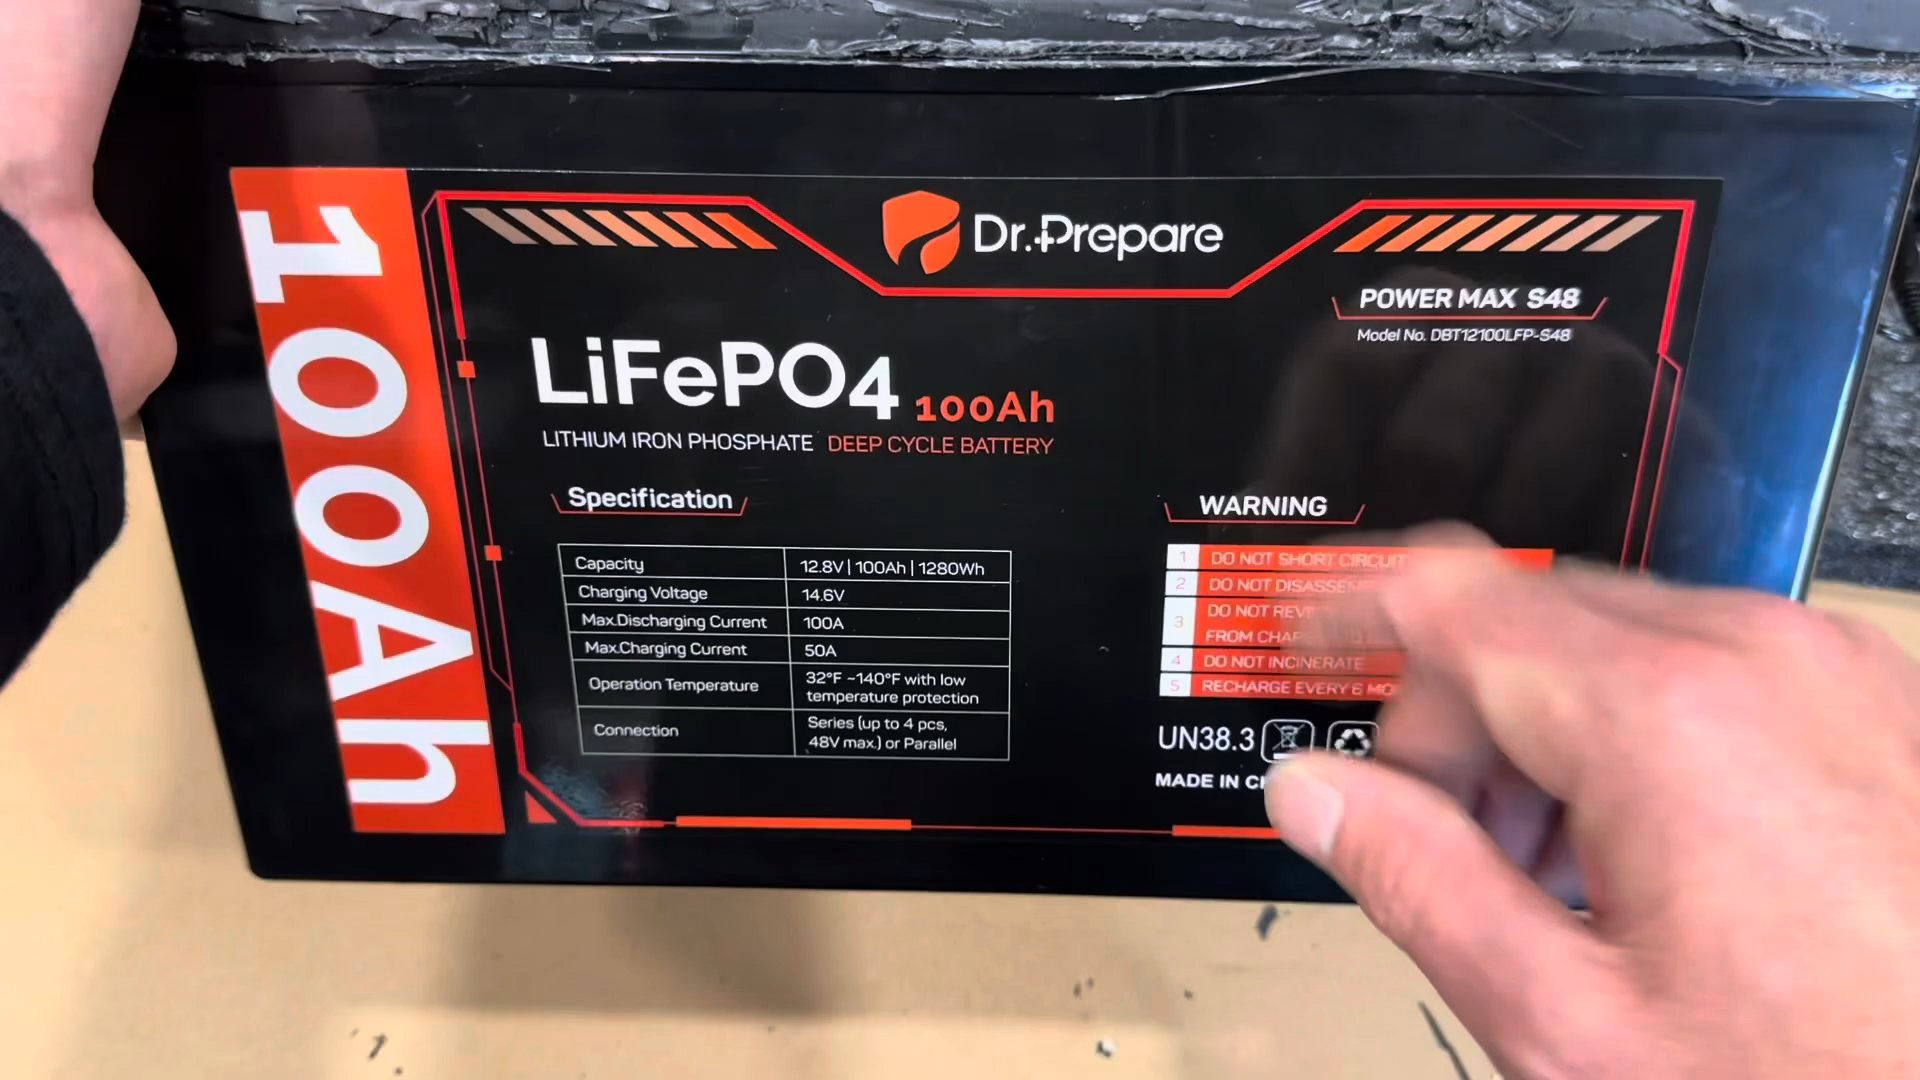 100Ah
Dr.Prepare
POWER MAX S48
Model No. DBT12100LFP-S48
LiFePO4 100Ah
LITHIUM IRON PHOSPHATE DEEP CYCLE BATTERY
Specification
Capacity 12.8V | 100Ah | 1280Wh
Charging Voltage 14.6V
Max.Discharging Current 100A
Max.Charging Current 50A
Operation Temperature 32°F ~140°F with low
temperature protection
Connection Series (up to 4 pcs,
48V max.) or Parallel
WARNING
1 DO NOT SHORT CIRCUIT
2 DO NOT
3 DO NOT
FROM
4 DO NOT INCINERATE
5 RECHARGE EVERY 6
UN38.3
MADE IN